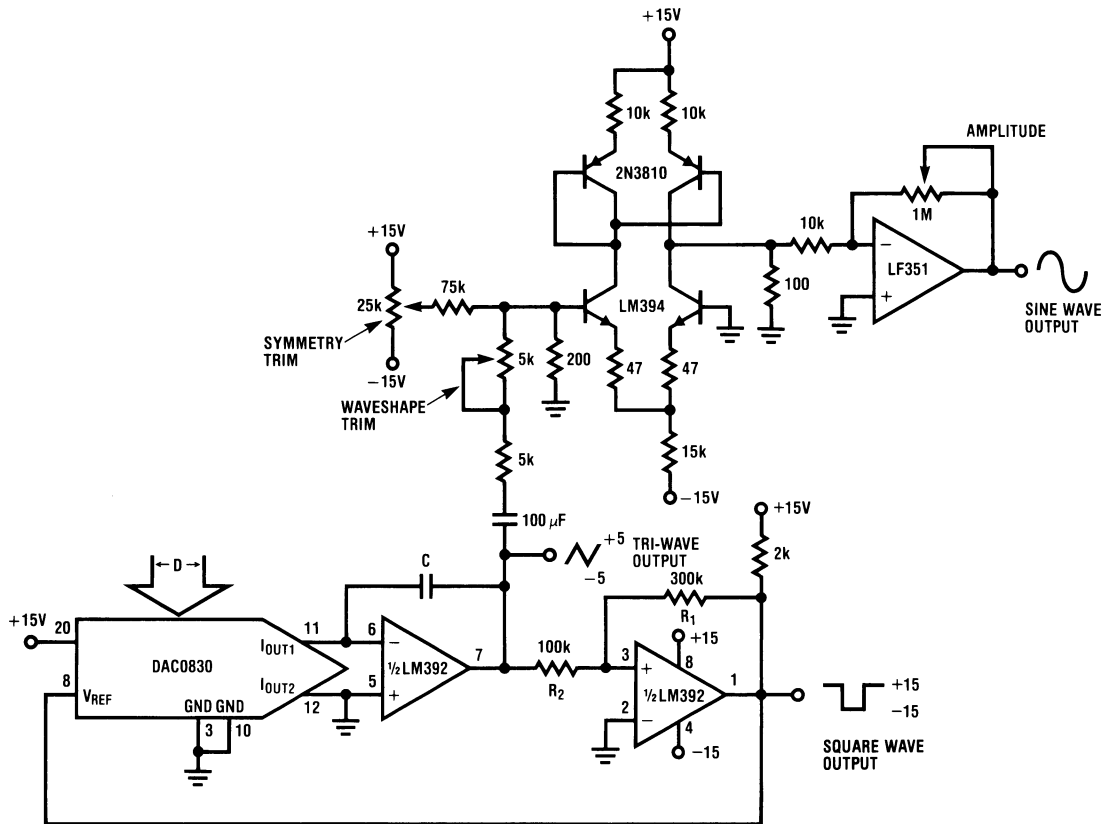 +15V
10k
10k
2N3810
AMPLITUDE
1M
10k
LF351
100
SINE WAVE
OUTPUT
+15V
75k
25k
LM394
SYMMETRY
TRIM
-15V
5k
200
47
47
WAVESHAPE
TRIM
5k
15k
-15V
100 µF
+15V
+5
TRI-WAVE
OUTPUT
-5
2k
C
300k
R1
D
+15V
20
11
IOUT1
6
-
½LM392
7
100k
R2
3
+
+15
8
DAC0830
½LM392
1
8
VREF
IOUT2
12
5
+
2
-
4
-15
+15
-15
GND GND
3
10
SQUARE WAVE
OUTPUT
-
+